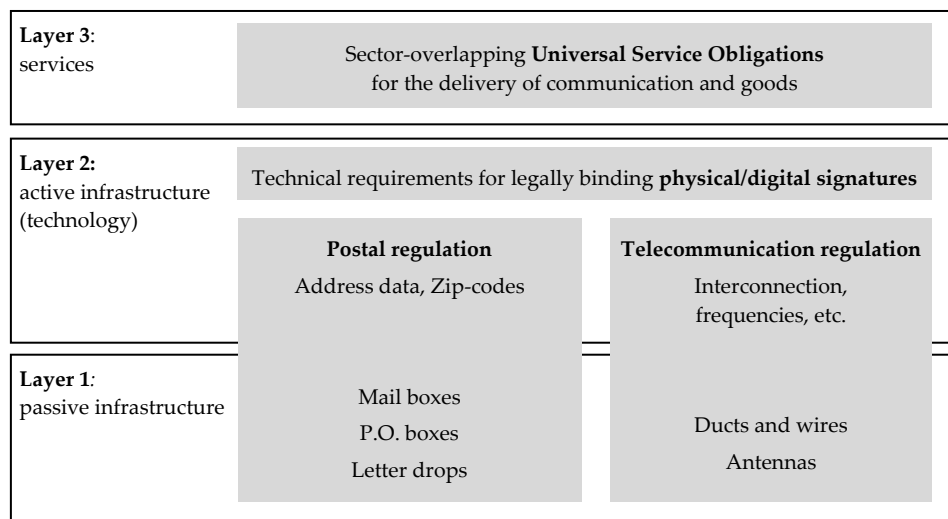 Layer 3:
services
Sector-overlapping Universal Service Obligations
for the delivery of communication and goods
Layer 2:
active infrastructure
(technology)
Technical requirements for legally binding physical/digital signatures
Postal regulation
Address data, Zip-codes
Telecommunication regulation
Interconnection,
frequencies, etc.
Layer 1:
passive infrastructure
Mail boxes
P.O. boxes
Letter drops
Ducts and wires
Antennas